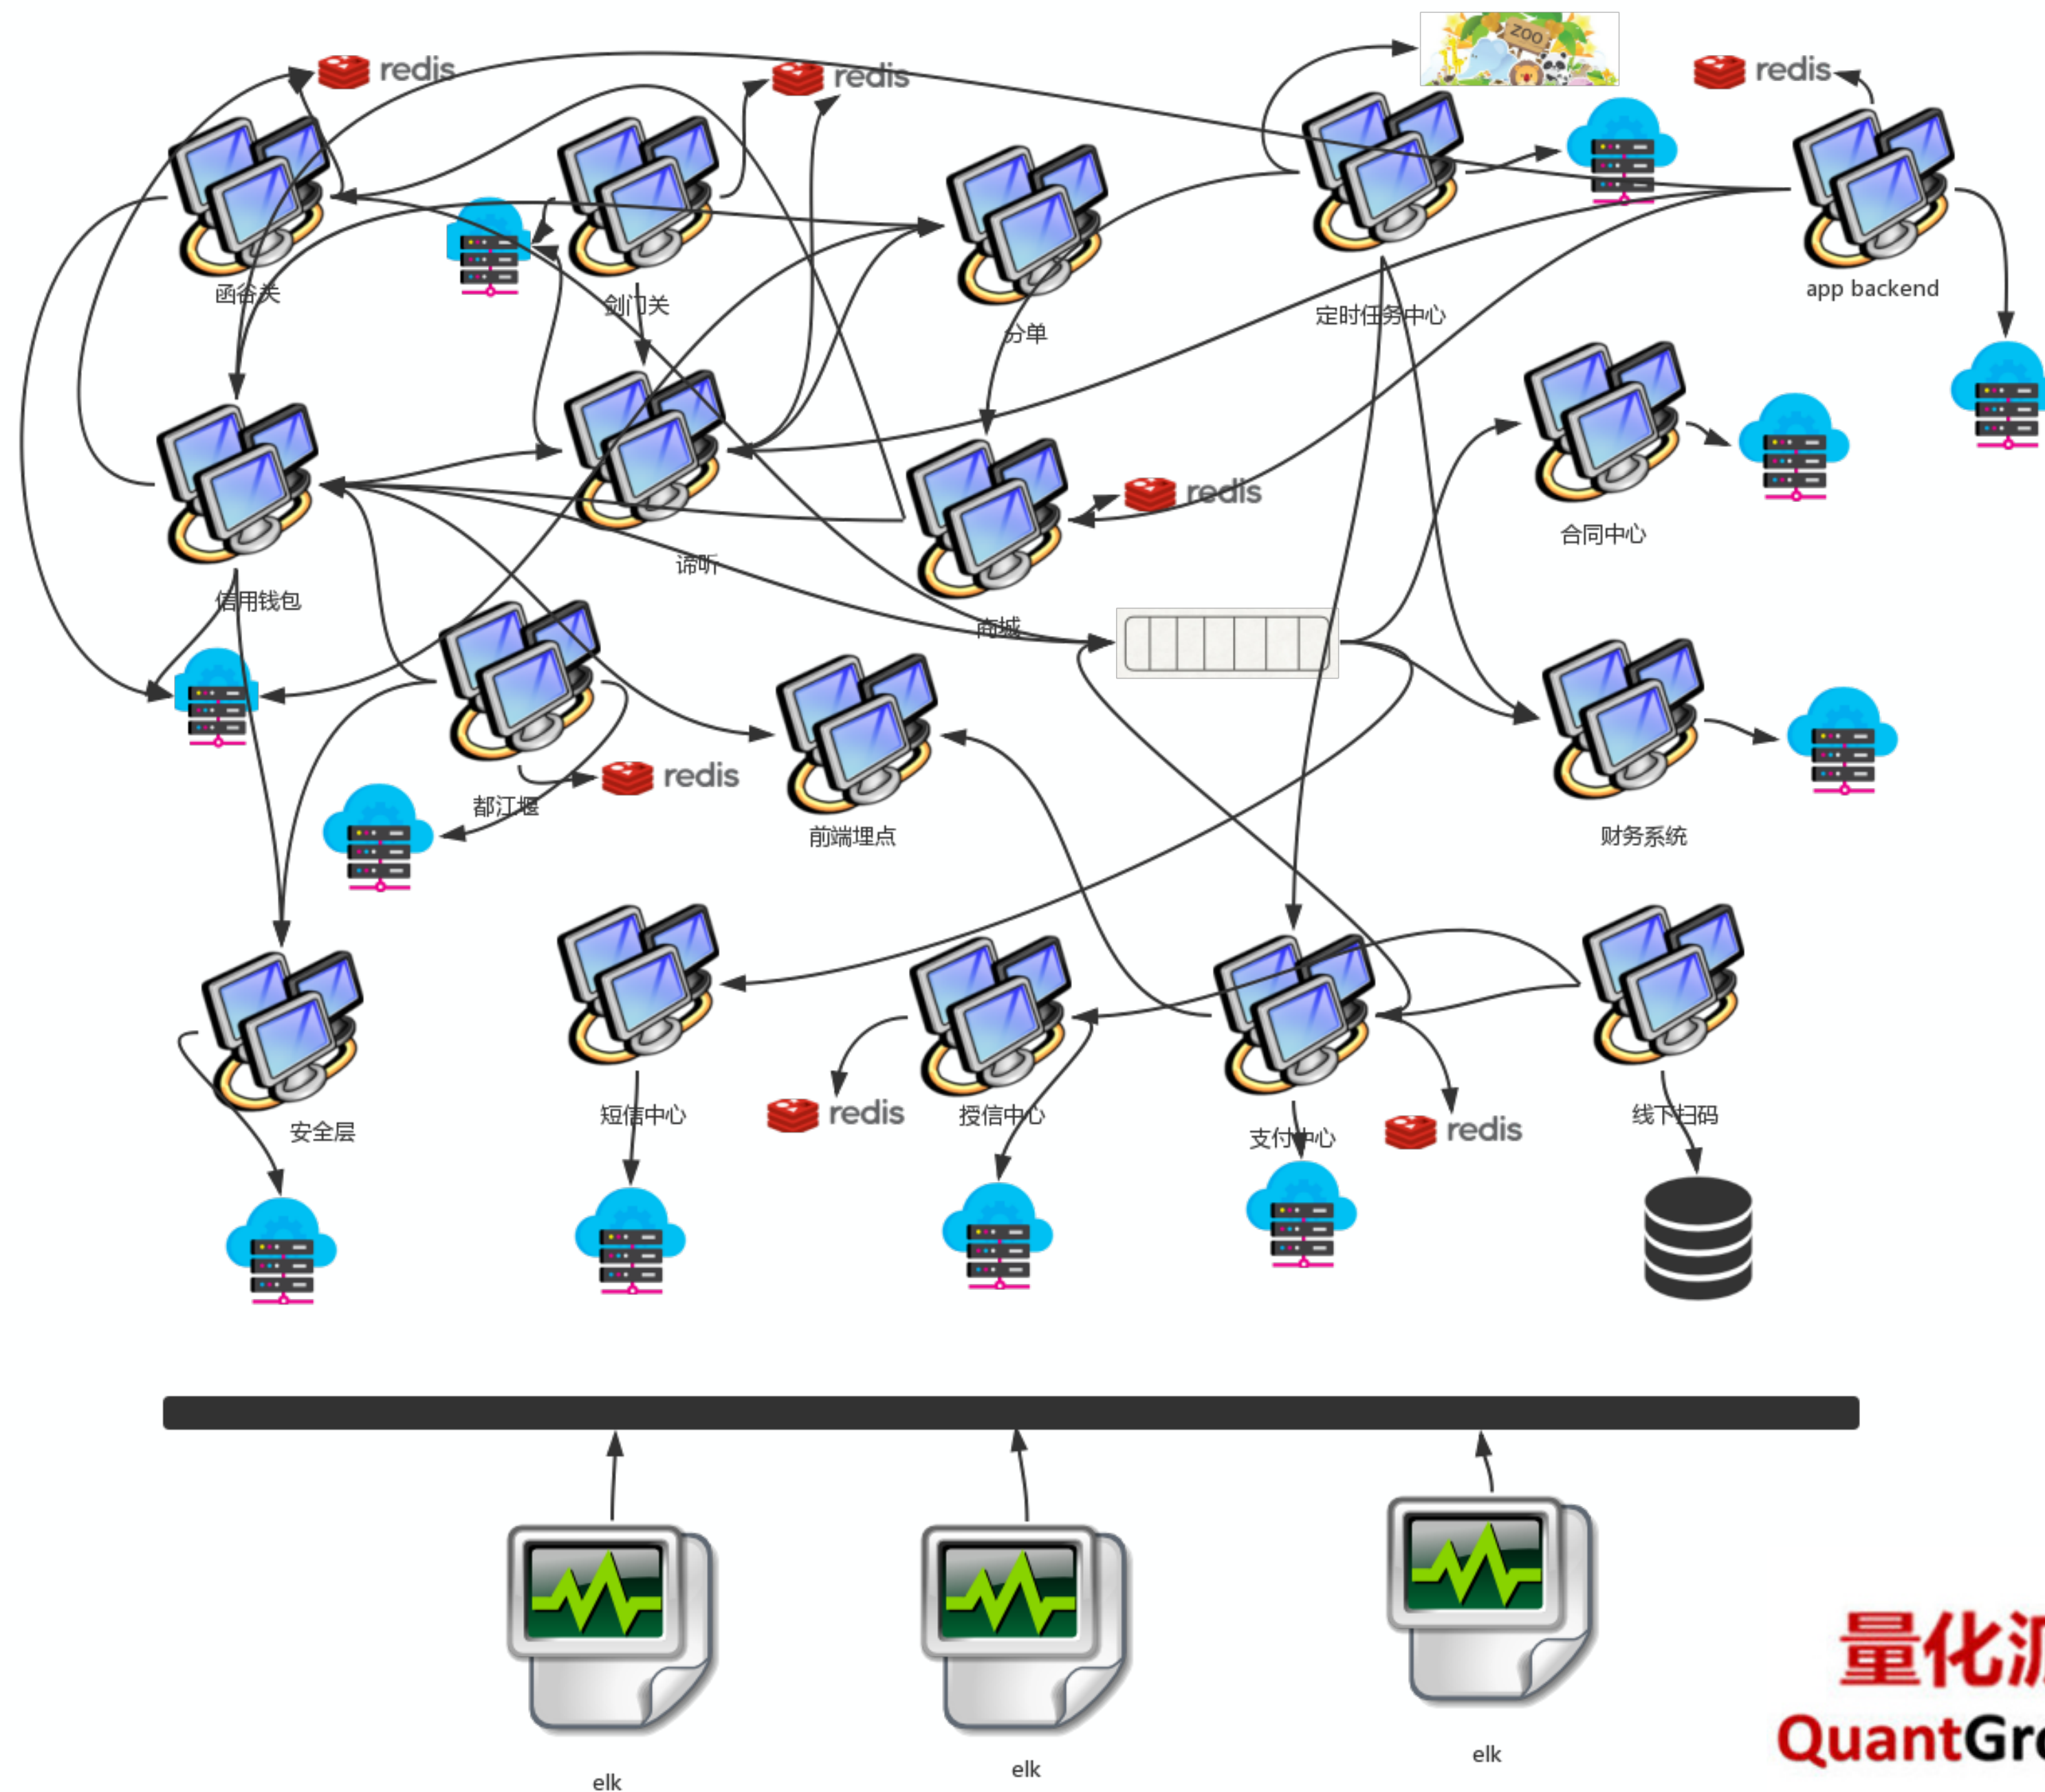 ZOO
redis
redis
redis
函谷关
剑门关
分单
定时任务中心
app backend
redis
合同中心
谛听
信用钱包
商城
redis
都江堰
前端埋点
财务系统
redis
安全层
短信中心
授信中心
支付中心
redis
线下扫码
elk
elk
elk
量化派
QuantGro